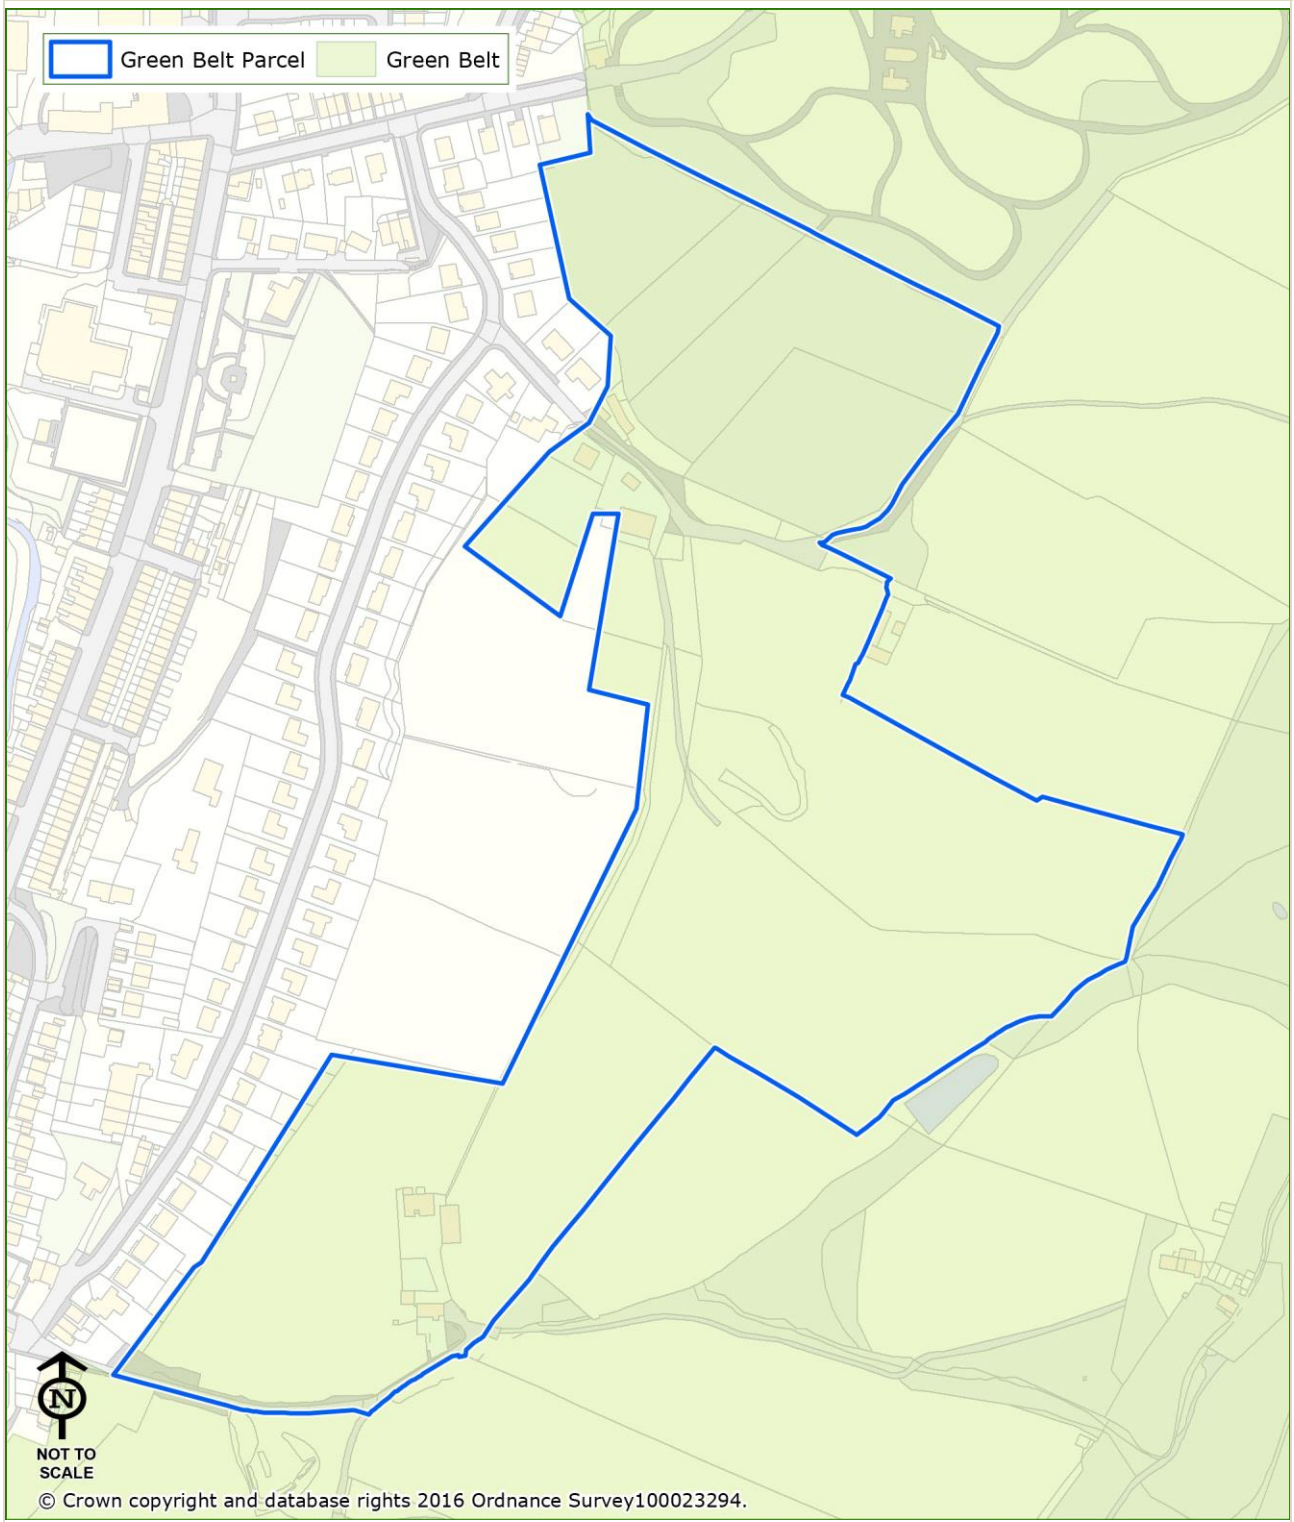 Green Belt Parcel Green Belt
N
NOT TO
SCALE
© Crown copyright and database rights 2016 Ordnance Survey100023294.